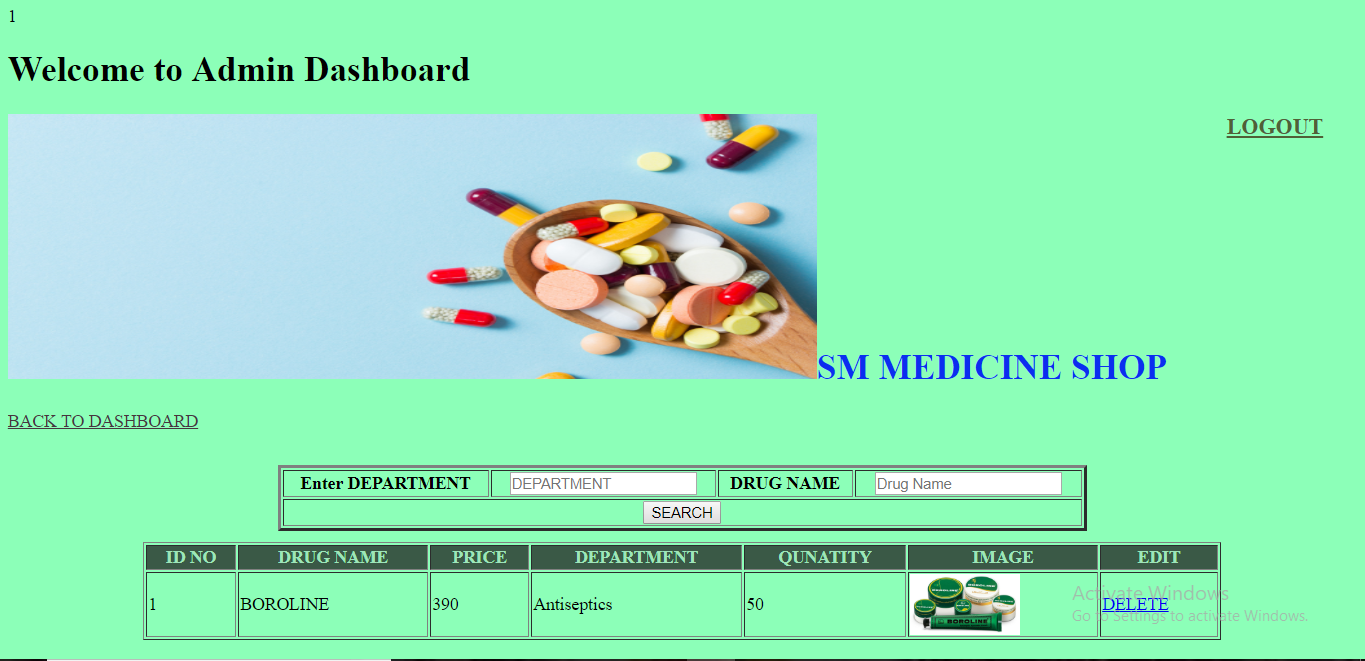 1
Welcome to Admin Dashboard
LOGOUT
SM MEDICINE SHOP
BACK TO DASHBOARD
Enter DEPARTMENT DEPARTMENT DRUG NAME Drug Name
SEARCH
ID NO DRUG NAME PRICE DEPARTMENT QUNATITY IMAGE EDIT
1 BOROLINE 390 Antiseptics 50 BOROLINE DELETE
Activate Windows
Go to Settings to activate Windows.